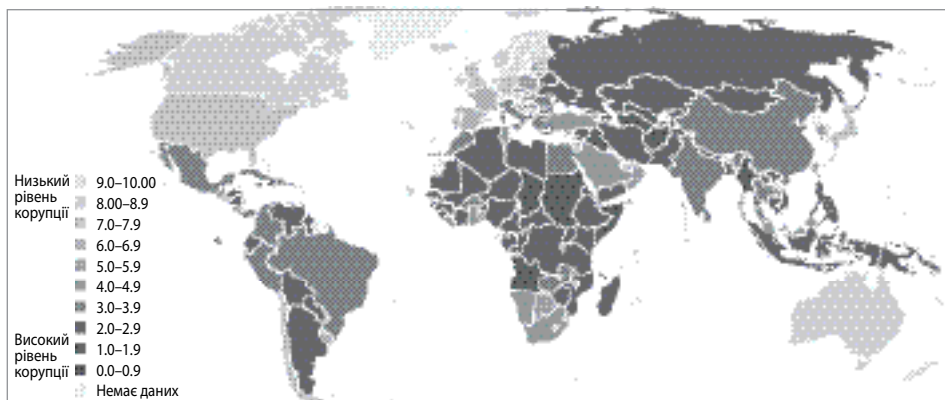 Низький
рівень
корупції
9.0–10.00
8.00–8.9
7.0–7.9
6.0–6.9
5.0–5.9
4.0–4.9
3.0–3.9
2.0–2.9
1.0–1.9
0.0–0.9
Високий
рівень
корупції
Немає даних